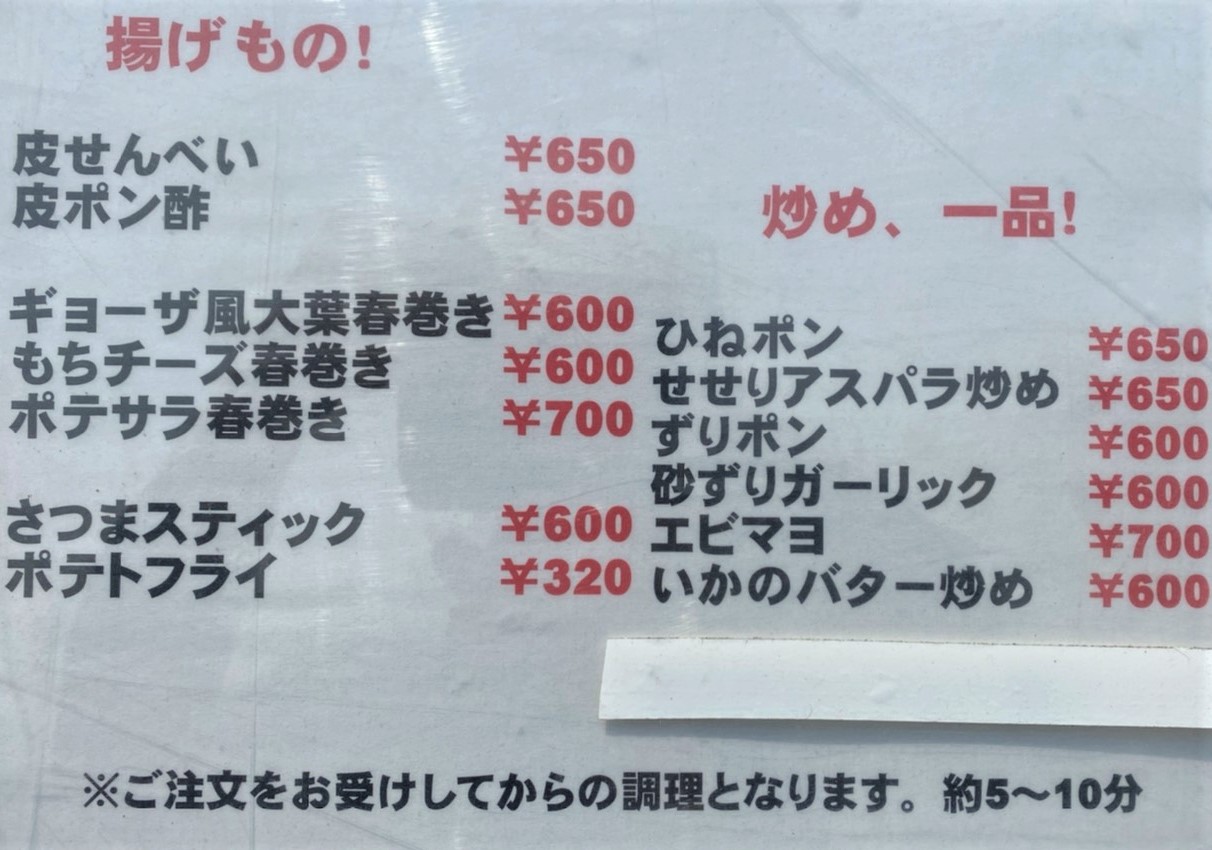 揚げもの!
皮せんべい ¥650
皮ポン酢 ¥650
ギョーザ風大葉春巻き ¥600
もちチーズ春巻き ¥600
ポテサラ春巻き ¥700
さつまスティック ¥600
ポテトフライ ¥320
炒め、一品!
ひねポン ¥650
せせりアスパラ炒め ¥650
ずりポン ¥600
砂ずりガーリック ¥600
エビマヨ ¥700
いかのバター炒め ¥600
※ご注文をお受けしてからの調理となります。約5〜10分